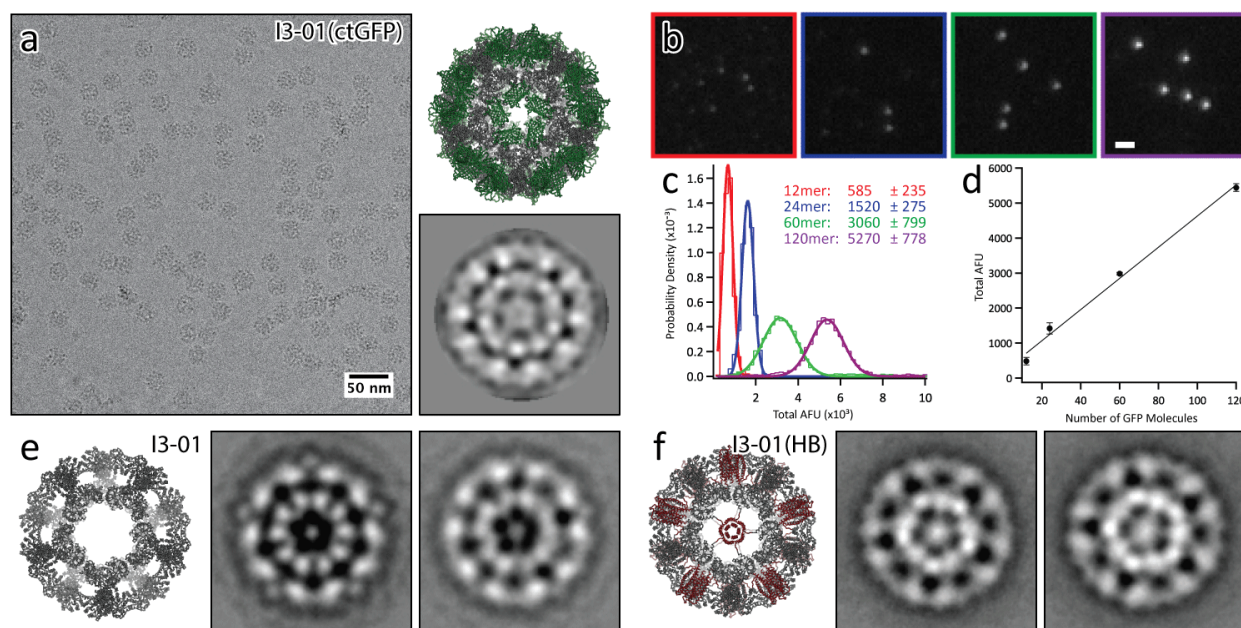 a
I3-01(ctGFP)
50 nm
b
c
Probability Density (x10⁻³)
1.6
1.4
1.2
1.0
0.8
0.6
0.4
0.2
0.0
12mer: 585 ± 235
24mer: 1520 ± 275
60mer: 3060 ± 799
120mer: 5270 ± 778
2 4 6 8 10
Total AFU (x10³)
d
Total AFU
6000
5000
4000
3000
2000
1000
0
20 40 60 80 100 120
Number of GFP Molecules
e
I3-01
f
I3-01(HB)